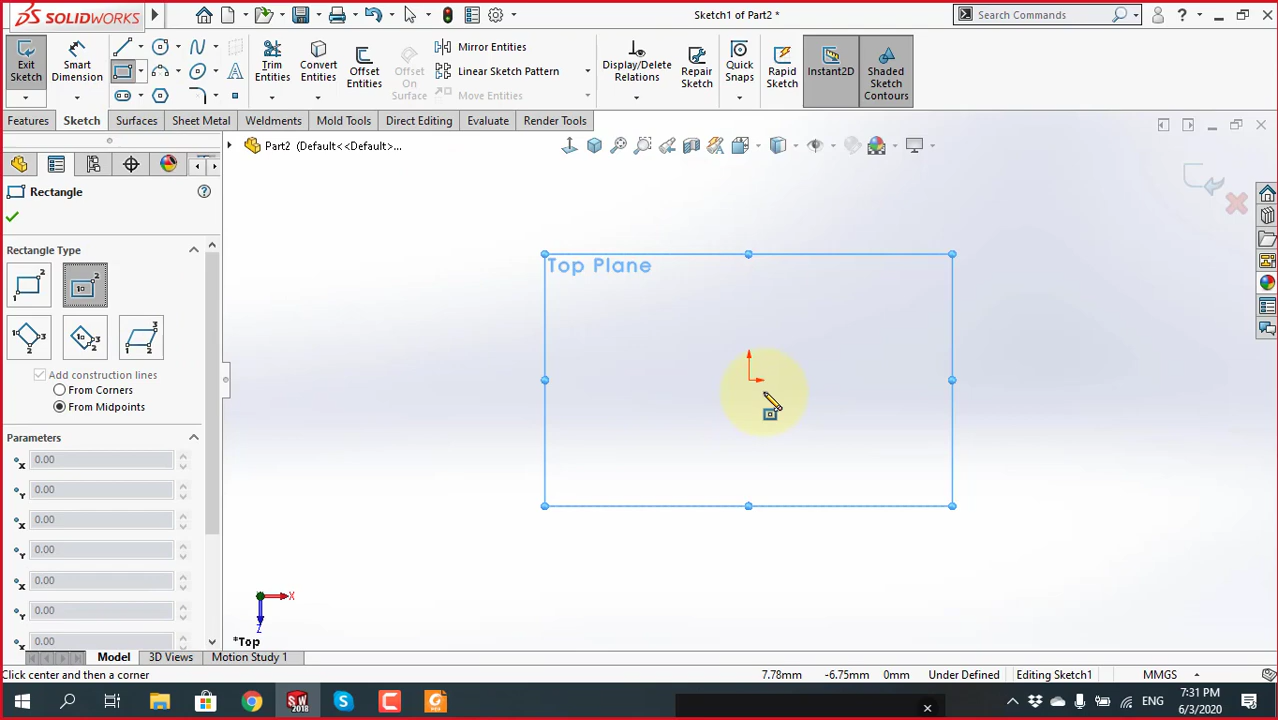 SOLIDWORKS
Sketch1 of Part2 *
Search Commands
Exit Sketch
Smart Dimension
Trim Entities
Convert Entities
Offset Entities
Offset On Surface
Mirror Entities
Linear Sketch Pattern
Move Entities
Display/Delete Relations
Repair Sketch
Quick Snaps
Rapid Sketch
Instant2D
Shaded Sketch Contours
Features
Sketch
Surfaces
Sheet Metal
Weldments
Mold Tools
Direct Editing
Evaluate
Render Tools
Part2 (Default<<Default>...
Rectangle
Rectangle Type
Add construction lines
From Corners
From Midpoints
Parameters
0.00
0.00
0.00
0.00
0.00
0.00
0.00
Top Plane
X
Z
*Top
Model
3D Views
Motion Study 1
Click center and then a corner
7.78mm
-6.75mm
0mm
Under Defined
Editing Sketch1
MMGS
ENG
7:31 PM
6/3/2020